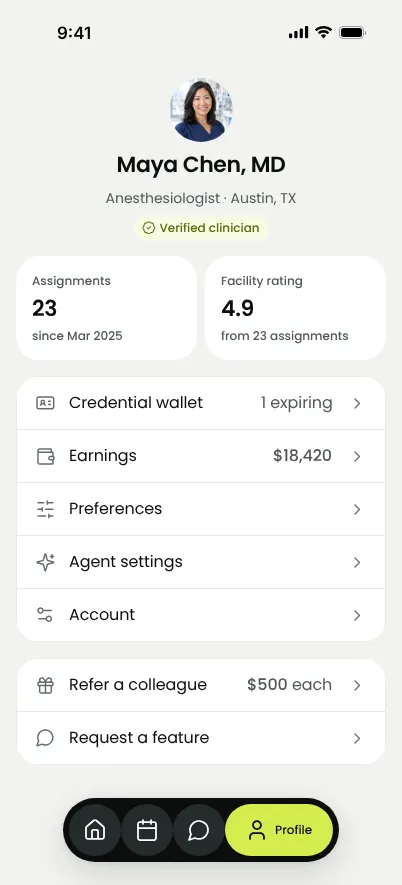 9:41
Maya Chen, MD
Anesthesiologist · Austin, TX
Verified clinician
Assignments
23
since Mar 2025
Facility rating
4.9
from 23 assignments
Credential wallet 1 expiring
Earnings $18,420
Preferences
Agent settings
Account
Refer a colleague $500 each
Request a feature
Profile